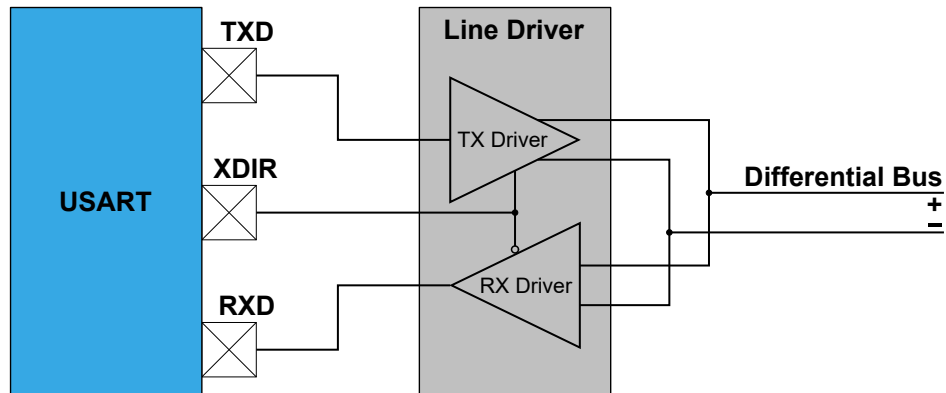 TXD
Line Driver
TX Driver
XDIR
USART
Differential Bus
+
−
RX Driver
RXD